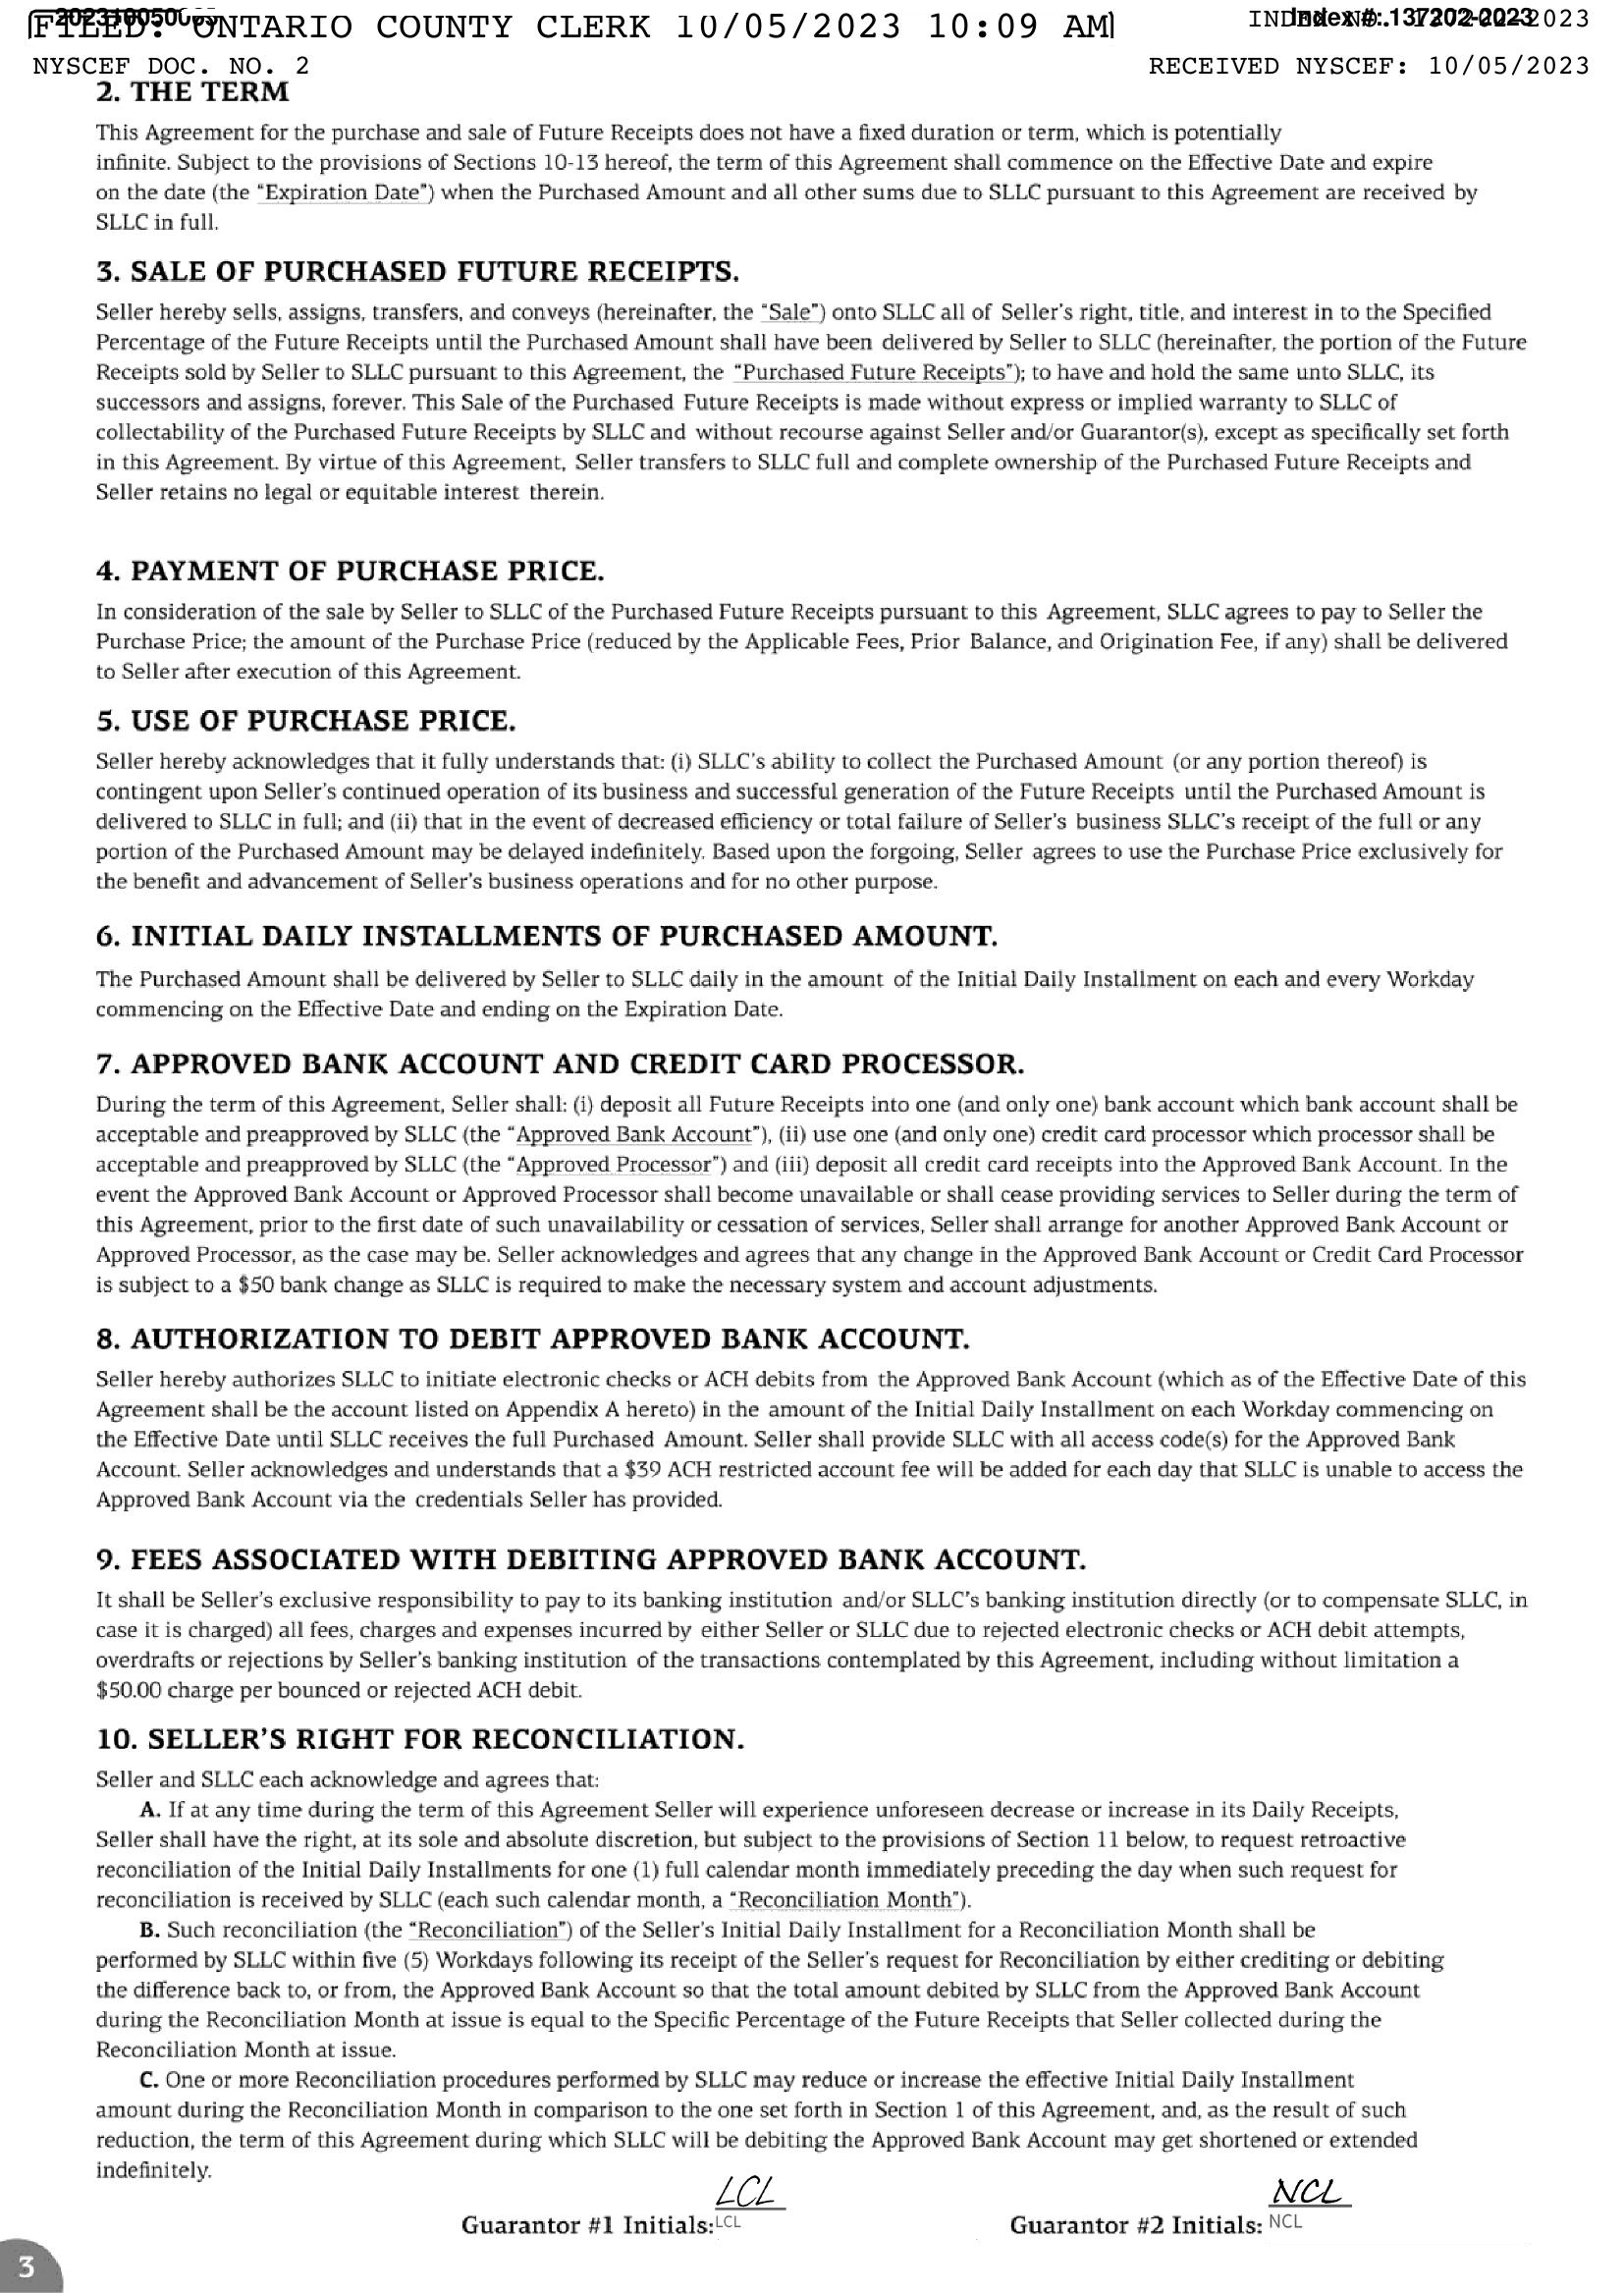 FILED: ONTARIO COUNTY CLERK 10/05/2023 10:09 AM
Index #: 137202-2023
NYSCEF DOC. NO. 2 RECEIVED NYSCEF: 10/05/2023
2. THE TERM
This Agreement for the purchase and sale of Future Receipts does not have a fixed duration or term, which is potentially
infinite. Subject to the provisions of Sections 10-13 hereof, the term of this Agreement shall commence on the Effective Date and expire
on the date (the “Expiration Date”) when the Purchased Amount and all other sums due to SLLC pursuant to this Agreement are received by
SLLC in full.
3. SALE OF PURCHASED FUTURE RECEIPTS.
Seller hereby sells, assigns, transfers, and conveys (hereinafter, the “Sale”) onto SLLC all of Seller’s right, title, and interest in to the Specified
Percentage of the Future Receipts until the Purchased Amount shall have been delivered by Seller to SLLC (hereinafter, the portion of the Future
Receipts sold by Seller to SLLC pursuant to this Agreement, the “Purchased Future Receipts”); to have and hold the same unto SLLC, its
successors and assigns, forever. This Sale of the Purchased Future Receipts is made without express or implied warranty to SLLC of
collectability of the Purchased Future Receipts by SLLC and without recourse against Seller and/or Guarantor(s), except as specifically set forth
in this Agreement. By virtue of this Agreement, Seller transfers to SLLC full and complete ownership of the Purchased Future Receipts and
Seller retains no legal or equitable interest therein.
4. PAYMENT OF PURCHASE PRICE.
In consideration of the sale by Seller to SLLC of the Purchased Future Receipts pursuant to this Agreement, SLLC agrees to pay to Seller the
Purchase Price; the amount of the Purchase Price (reduced by the Applicable Fees, Prior Balance, and Origination Fee, if any) shall be delivered
to Seller after execution of this Agreement.
5. USE OF PURCHASE PRICE.
Seller hereby acknowledges that it fully understands that: (i) SLLC’s ability to collect the Purchased Amount (or any portion thereof) is
contingent upon Seller’s continued operation of its business and successful generation of the Future Receipts until the Purchased Amount is
delivered to SLLC in full; and (ii) that in the event of decreased efficiency or total failure of Seller’s business SLLC’s receipt of the full or any
portion of the Purchased Amount may be delayed indefinitely. Based upon the forgoing, Seller agrees to use the Purchase Price exclusively for
the benefit and advancement of Seller’s business operations and for no other purpose.
6. INITIAL DAILY INSTALLMENTS OF PURCHASED AMOUNT.
The Purchased Amount shall be delivered by Seller to SLLC daily in the amount of the Initial Daily Installment on each and every Workday
commencing on the Effective Date and ending on the Expiration Date.
7. APPROVED BANK ACCOUNT AND CREDIT CARD PROCESSOR.
During the term of this Agreement, Seller shall: (i) deposit all Future Receipts into one (and only one) bank account which bank account shall be
acceptable and preapproved by SLLC (the “Approved Bank Account”), (ii) use one (and only one) credit card processor which processor shall be
acceptable and preapproved by SLLC (the “Approved Processor”) and (iii) deposit all credit card receipts into the Approved Bank Account. In the
event the Approved Bank Account or Approved Processor shall become unavailable or shall cease providing services to Seller during the term of
this Agreement, prior to the first date of such unavailability or cessation of services, Seller shall arrange for another Approved Bank Account or
Approved Processor, as the case may be. Seller acknowledges and agrees that any change in the Approved Bank Account or Credit Card Processor
is subject to a $50 bank change as SLLC is required to make the necessary system and account adjustments.
8. AUTHORIZATION TO DEBIT APPROVED BANK ACCOUNT.
Seller hereby authorizes SLLC to initiate electronic checks or ACH debits from the Approved Bank Account (which as of the Effective Date of this
Agreement shall be the account listed on Appendix A hereto) in the amount of the Initial Daily Installment on each Workday commencing on
the Effective Date until SLLC receives the full Purchased Amount. Seller shall provide SLLC with all access code(s) for the Approved Bank
Account. Seller acknowledges and understands that a $39 ACH restricted account fee will be added for each day that SLLC is unable to access the
Approved Bank Account via the credentials Seller has provided.
9. FEES ASSOCIATED WITH DEBITING APPROVED BANK ACCOUNT.
It shall be Seller’s exclusive responsibility to pay to its banking institution and/or SLLC’s banking institution directly (or to compensate SLLC, in
case it is charged) all fees, charges and expenses incurred by either Seller or SLLC due to rejected electronic checks or ACH debit attempts,
overdrafts or rejections by Seller’s banking institution of the transactions contemplated by this Agreement, including without limitation a
$50.00 charge per bounced or rejected ACH debit.
10. SELLER’S RIGHT FOR RECONCILIATION.
Seller and SLLC each acknowledge and agrees that:
A. If at any time during the term of this Agreement Seller will experience unforeseen decrease or increase in its Daily Receipts,
Seller shall have the right, at its sole and absolute discretion, but subject to the provisions of Section 11 below, to request retroactive
reconciliation of the Initial Daily Installments for one (1) full calendar month immediately preceding the day when such request for
reconciliation is received by SLLC (each such calendar month, a “Reconciliation Month”).
B. Such reconciliation (the “Reconciliation”) of the Seller’s Initial Daily Installment for a Reconciliation Month shall be
performed by SLLC within five (5) Workdays following its receipt of the Seller’s request for Reconciliation by either crediting or debiting
the difference back to, or from, the Approved Bank Account so that the total amount debited by SLLC from the Approved Bank Account
during the Reconciliation Month at issue is equal to the Specific Percentage of the Future Receipts that Seller collected during the
Reconciliation Month at issue.
C. One or more Reconciliation procedures performed by SLLC may reduce or increase the effective Initial Daily Installment
amount during the Reconciliation Month in comparison to the one set forth in Section 1 of this Agreement, and, as the result of such
reduction, the term of this Agreement during which SLLC will be debiting the Approved Bank Account may get shortened or extended
indefinitely.
LCL NCL
Guarantor #1 Initials: LCL Guarantor #2 Initials: NCL
3